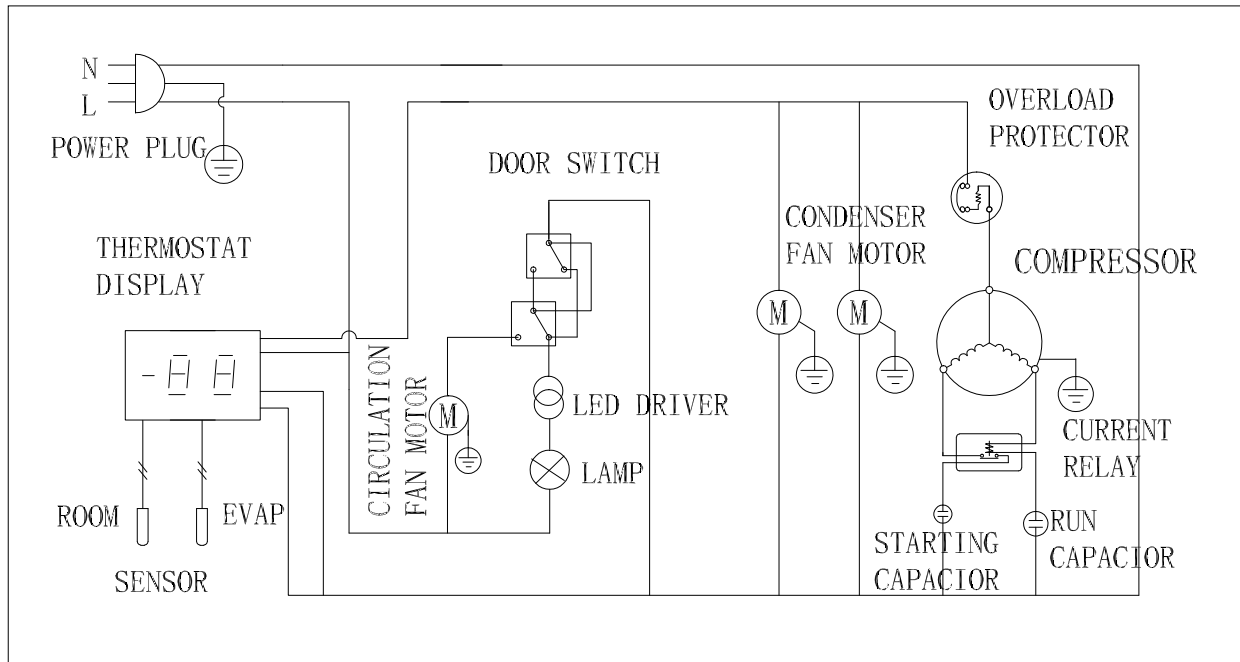 N
L
POWER PLUG
OVERLOAD
PROTECTOR
DOOR SWITCH
CONDENSER
FAN MOTOR
THERMOSTAT
DISPLAY
COMPRESSOR
M
M
-88
CIRCULATION
FAN MOTOR
M
LED DRIVER
LAMP
CURRENT
RELAY
ROOM
EVAP
SENSOR
STARTING
CAPACIOR
RUN
CAPACIOR